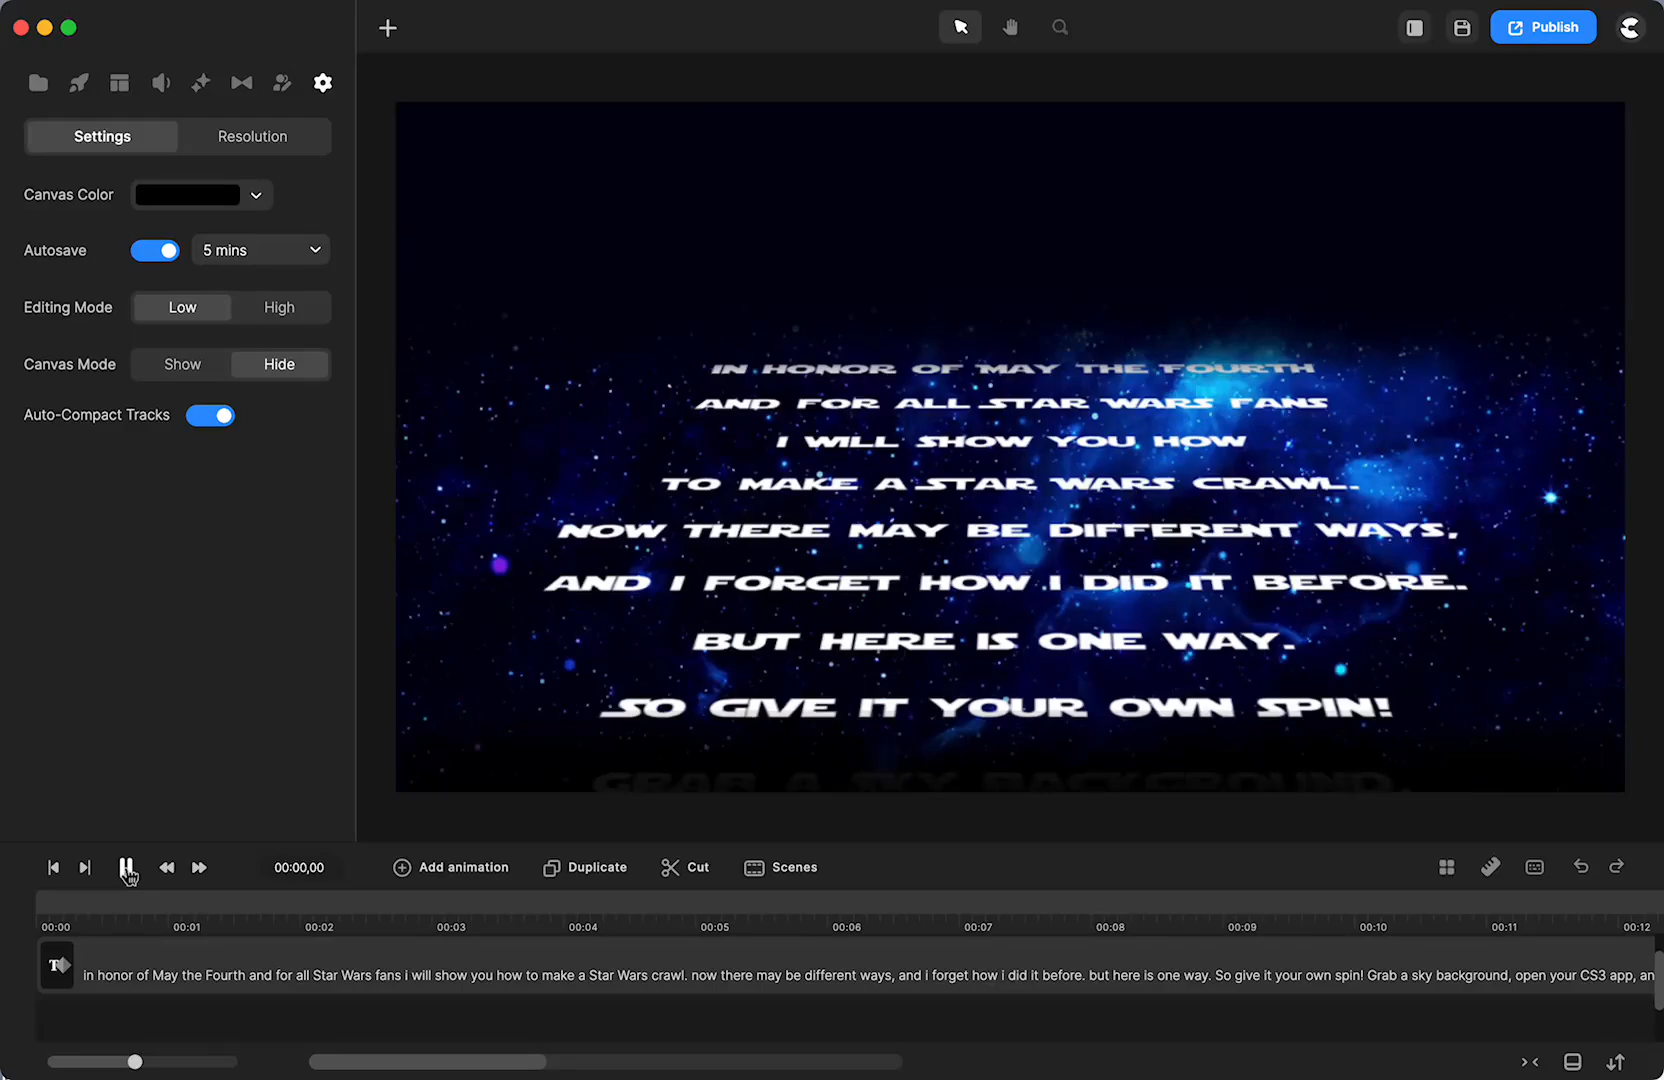 Publish
Settings
Resolution
Canvas Color
Autosave
5 mins
Editing Mode
Low
High
Canvas Mode
Show
Hide
Auto-Compact Tracks
IN HONOR OF MAY THE FOURTH
AND FOR ALL STAR WARS FANS
I WILL SHOW YOU HOW
TO MAKE A STAR WARS CRAWL.
NOW THERE MAY BE DIFFERENT WAYS,
AND I FORGET HOW I DID IT BEFORE.
BUT HERE IS ONE WAY.
SO GIVE IT YOUR OWN SPIN!
GRAB A SKY BACKGROUND,
00:00,00
Add animation
Duplicate
Cut
Scenes
00:00 00:01 00:02 00:03 00:04 00:05 00:06 00:07 00:08 00:09 00:10 00:11 00:12
T
in honor of May the Fourth and for all Star Wars fans i will show you how to make a Star Wars crawl. now there may be different ways, and i forget how i did it before. but here is one way. So give it your own spin! Grab a sky background, open your CS3 app, an